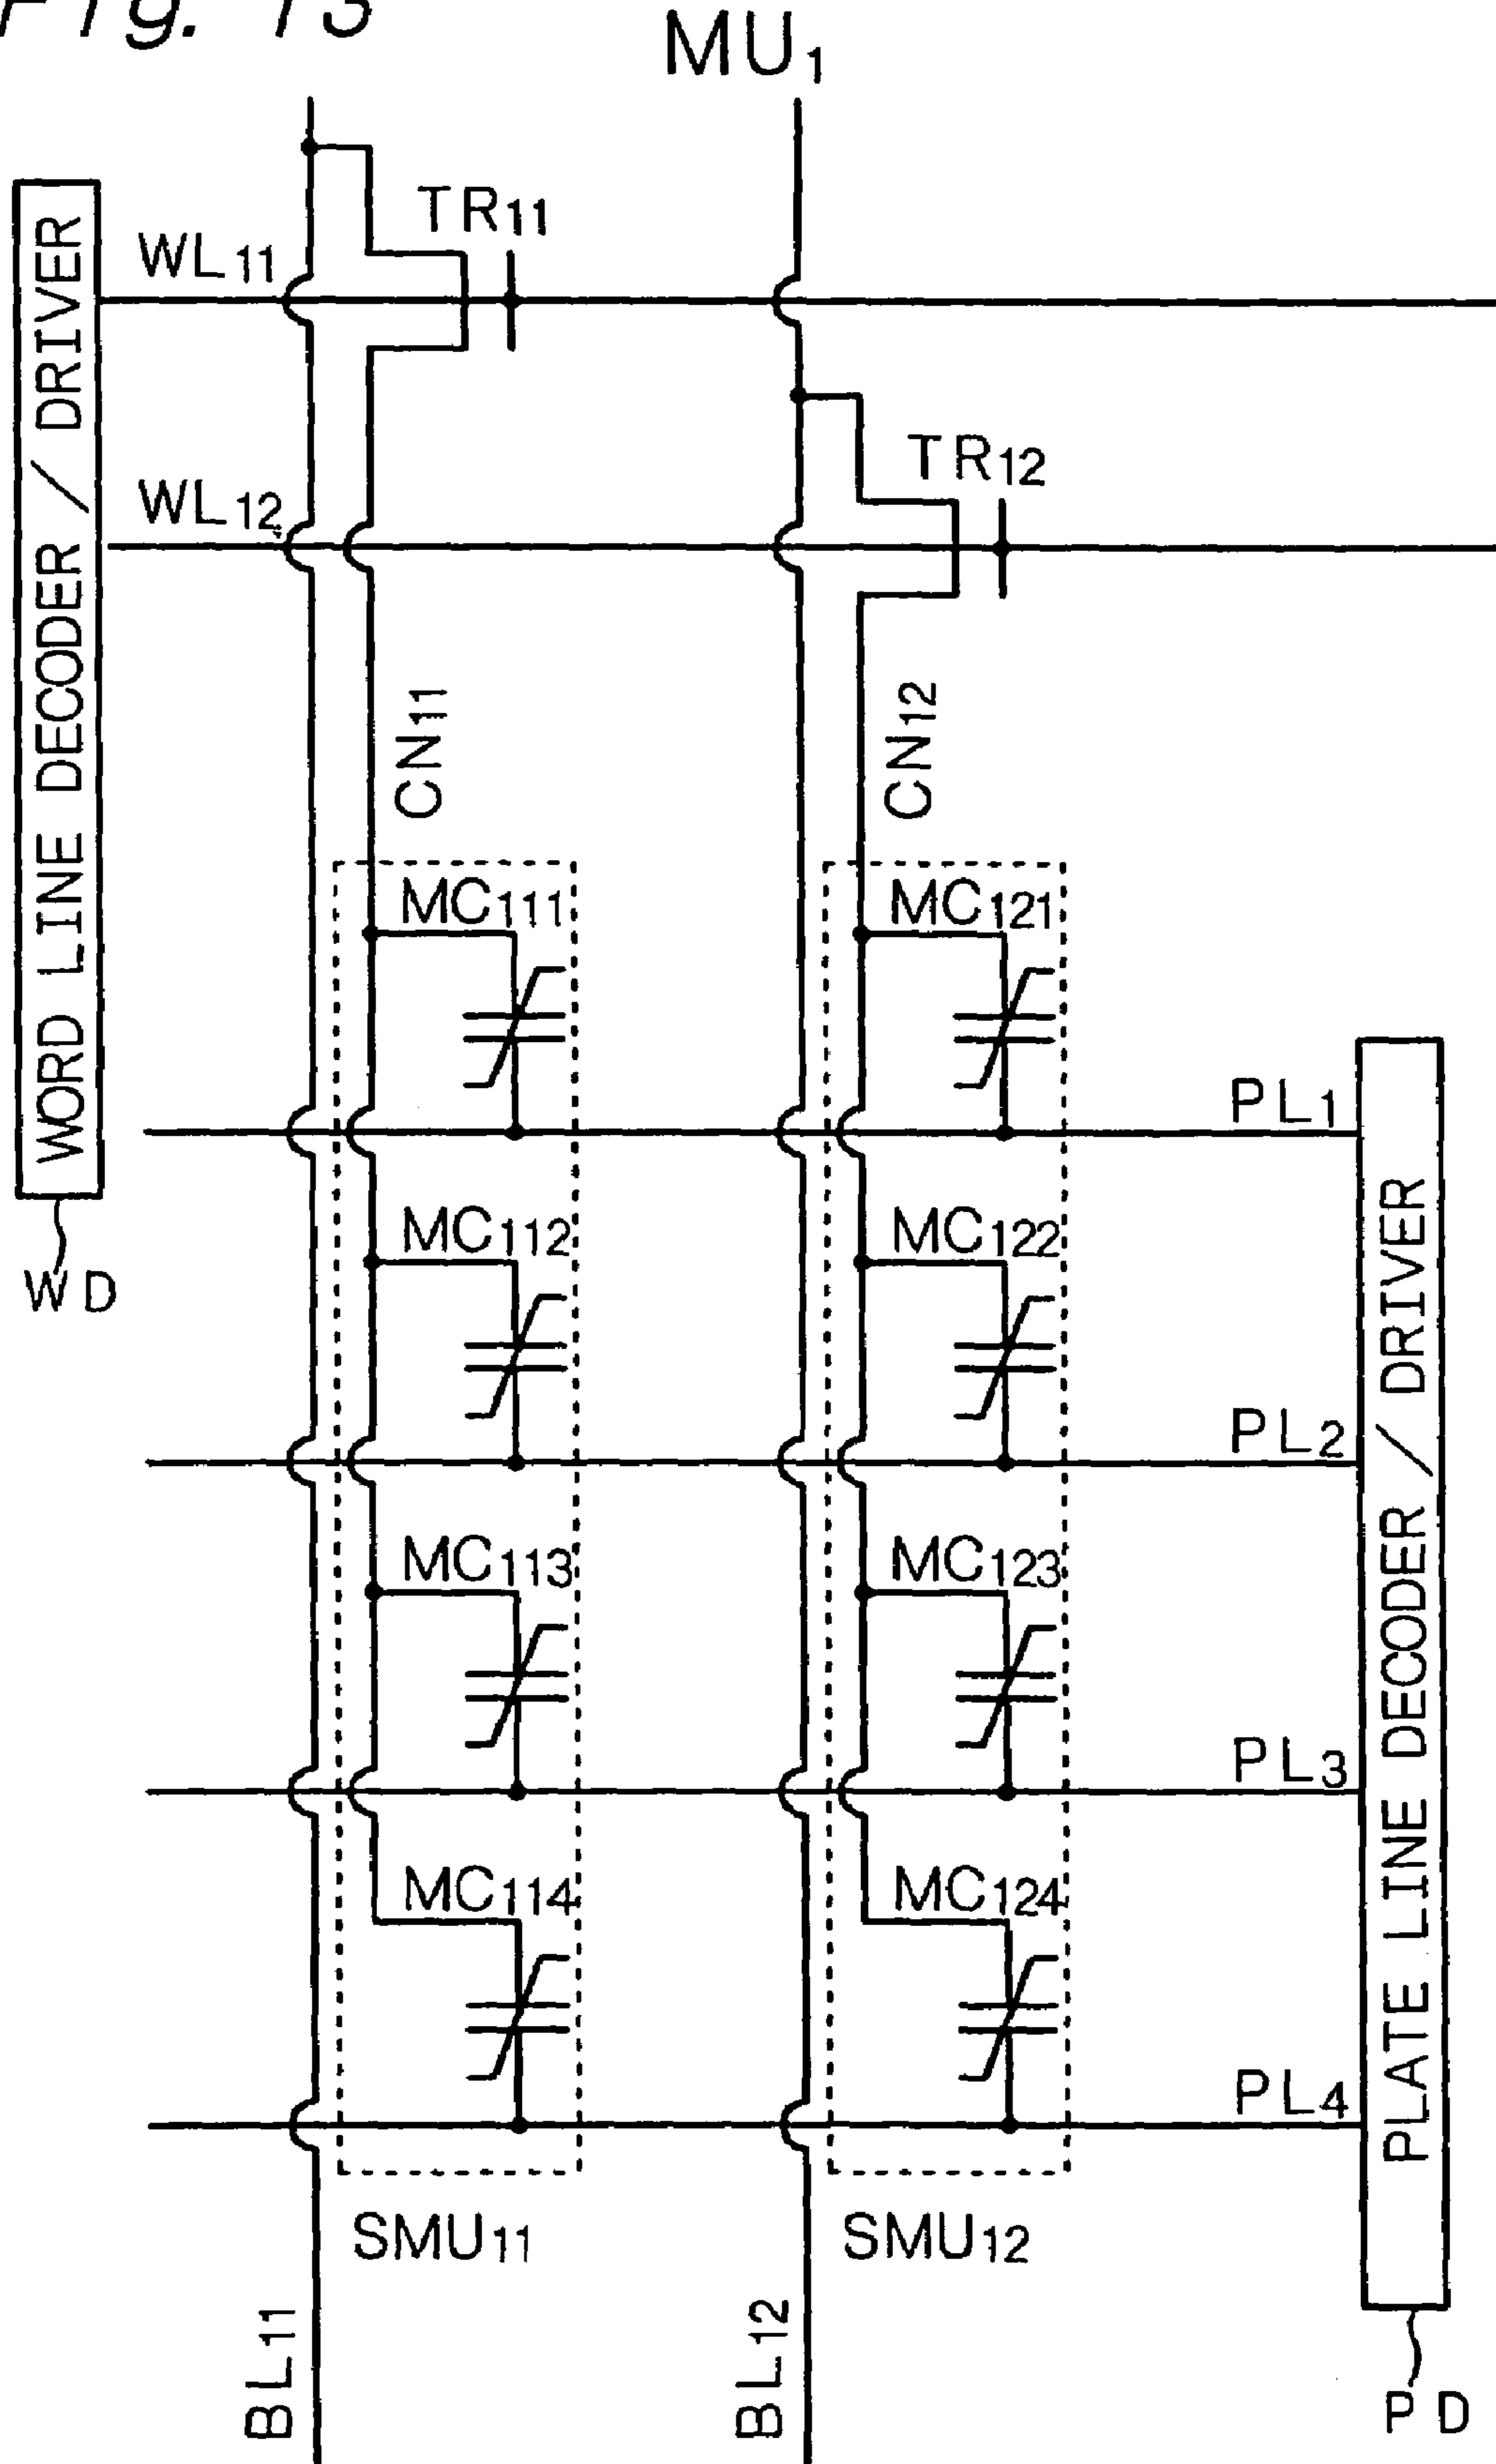 Fig. 13
MU1
TR11
WL11
TR12
WL12
WORD LINE DECODER / DRIVER
CN11
CN12
MC111
MC121
PL1
MC112
MC122
WD
PL2
MC113
MC123
PLATE LINE DECODER / DRIVER
PL3
MC114
MC124
PL4
SMU11
SMU12
BL11
BL12
PD